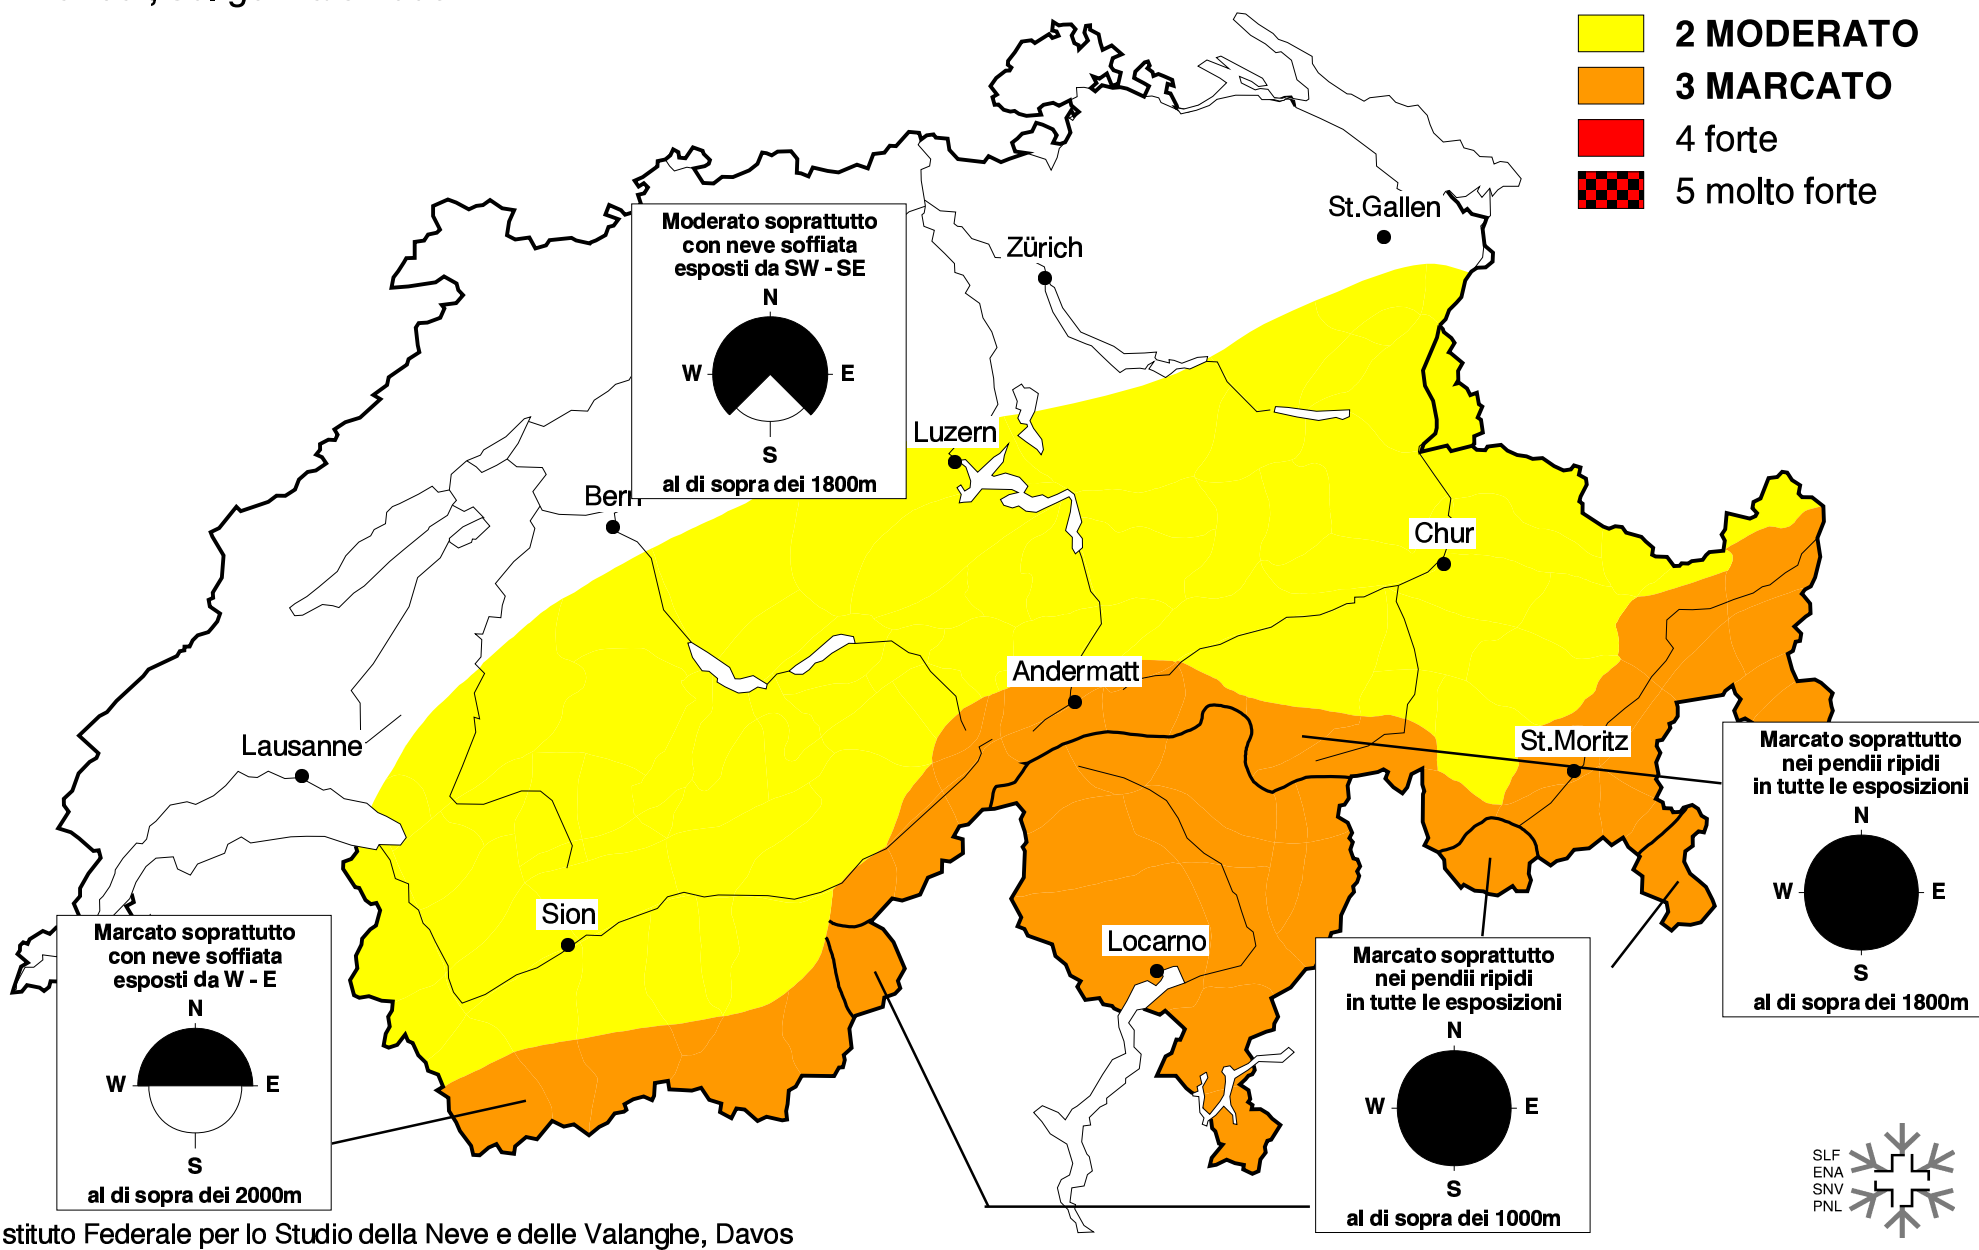 2 MODERATO
3 MARCATO
4 forte
5 molto forte
St.Gallen
Zürich
Moderato soprattutto
con neve soffiata
esposti da SW - SE
N
W E
S
al di sopra dei 1800m
Luzern
Bern
Chur
Andermatt
Lausanne
St.Moritz
Marcato soprattutto
nei pendii ripidi
in tutte le esposizioni
N
W E
S
al di sopra dei 1800m
Sion
Locarno
Marcato soprattutto
con neve soffiata
esposti da W - E
N
W E
S
al di sopra dei 2000m
Marcato soprattutto
nei pendii ripidi
in tutte le esposizioni
N
W E
S
al di sopra dei 1000m
SLF
ENA
SNV
PNL
stituto Federale per lo Studio della Neve e delle Valanghe, Davos